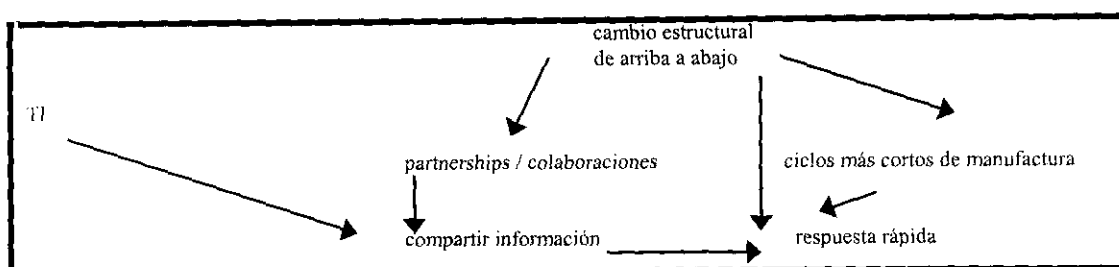 cambio estructural
de arriba a abajo
TI
partnerships / colaboraciones
ciclos más cortos de manufactura
compartir información
respuesta rápida